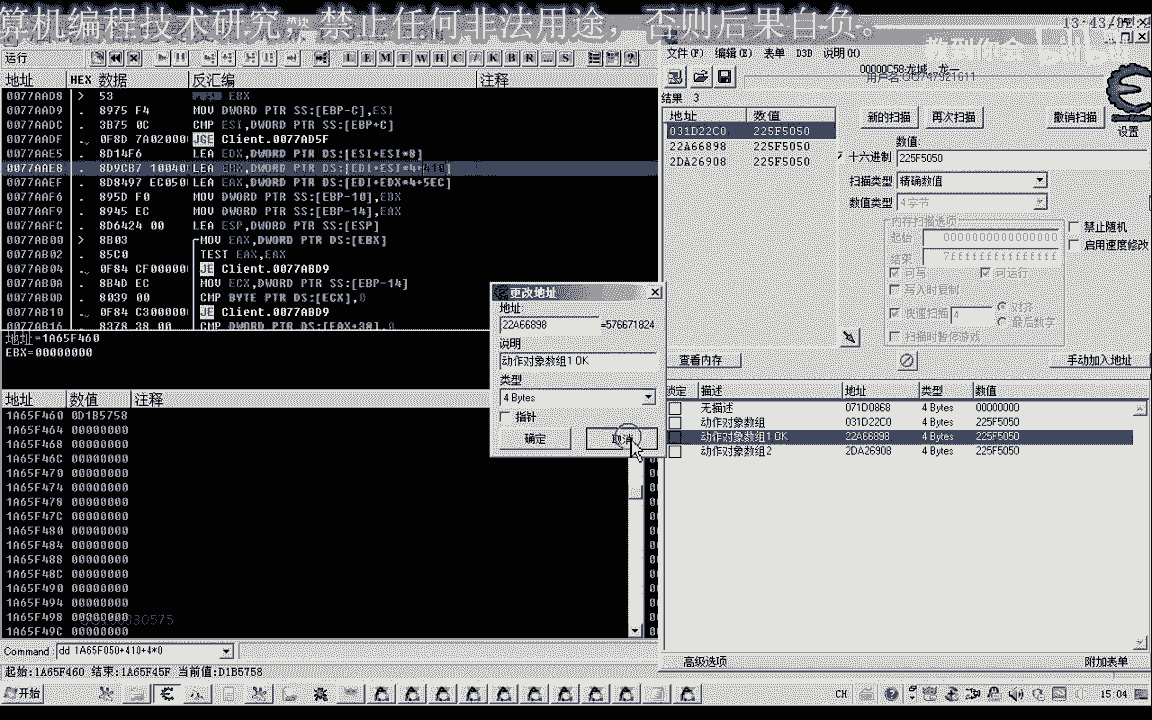 算机编程技术研究，禁止任何非法用途，否则后果自负。
运行
L E M T W H C / K B R ... S
地址 HEX 数据 反汇编 注释
0077AAD8 > 53 EBX
0077AAD9 . 8975 F4 MOV DWORD PTR SS:[EBP-C],ESI
0077AADC . 3B75 0C CMP ESI,DWORD PTR SS:[EBP+C]
0077AADF . 0F8D 7A020000 JGE Client.0077AD5F
0077AAE5 . 8D14F6 LEA EDX,DWORD PTR DS:[ESI+ESI*8]
0077AAE8 . 8D9CB7 100400 LEA EBX,DWORD PTR DS:[EDI+ESI*4+410]
0077AAEF . 8D8497 EC0500 LEA EAX,DWORD PTR DS:[EDI+EDX*4+5EC]
0077AAF6 . 895D F0 MOV DWORD PTR SS:[EBP-10],EBX
0077AAF9 . 8945 EC MOV DWORD PTR SS:[EBP-14],EAX
0077AAFC . 8D6424 00 LEA ESP,DWORD PTR SS:[ESP]
0077AB00 > 8B03 MOV EAX,DWORD PTR DS:[EBX]
0077AB02 . 85C0 TEST EAX,EAX
0077AB04 . 0F84 CF000000 JE Client.0077ABD9
0077AB0A . 8B4D EC MOV ECX,DWORD PTR SS:[EBP-14]
0077AB0D . 8039 00 CMP BYTE PTR DS:[ECX],0
0077AB10 . 0F84 C3000000 JE Client.0077ABD9
0077AB16 . 8378 38 00 CMP DWORD PTR DS:[EAX+38],0
地址=1A65F460
EBX=00000000
地址 数值 注释
1A65F460 0D1B5758
1A65F464 00000000
1A65F468 00000000
1A65F46C 00000000
1A65F470 00000000
1A65F474 00000000
1A65F478 00000000
1A65F47C 00000000
1A65F480 00000000
1A65F484 00000000
1A65F488 00000000
1A65F48C 00000000
1A65F490 00000000
1A65F494 00000000
1A65F498 00000000
1A65F49C 00000000
Command: dd 1A65F050+410+4*0
起始:1A65F460 结束:1A65F45F 当前值:D1B5758
更改地址
地址:
22A66898 =576671824
说明
动作对象数组1 OK
类型
4 Bytes
指针
确定 取消
文件(F) 编辑(E) 表单 D3D 说明(H)
结果 3
地址 数值
031D22C0 225F5050
22A66898 225F5050
2DA26908 225F5050
新的扫描 再次扫描 撤销扫描
设置
数值:
十六进制 225F5050
扫描类型 精确数值
数值类型 4字节
内存扫描选项
起始 0000000000000000
结束 7fffffffffffffff
可写 可运行
写入时复制
快速扫描 4 对齐
最后数字
扫描时暂停游戏
禁止随机
启用速度修改
查看内存 手动加入地址
锁定 描述 地址 类型 数值
无描述 071D0868 4 Bytes 00000000
动作对象数组 031D22C0 4 Bytes 225F5050
动作对象数组1 OK 22A66898 4 Bytes 225F5050
动作对象数组2 2DA26908 4 Bytes 225F5050
高级选项 附加表单
开始 CH 15:04